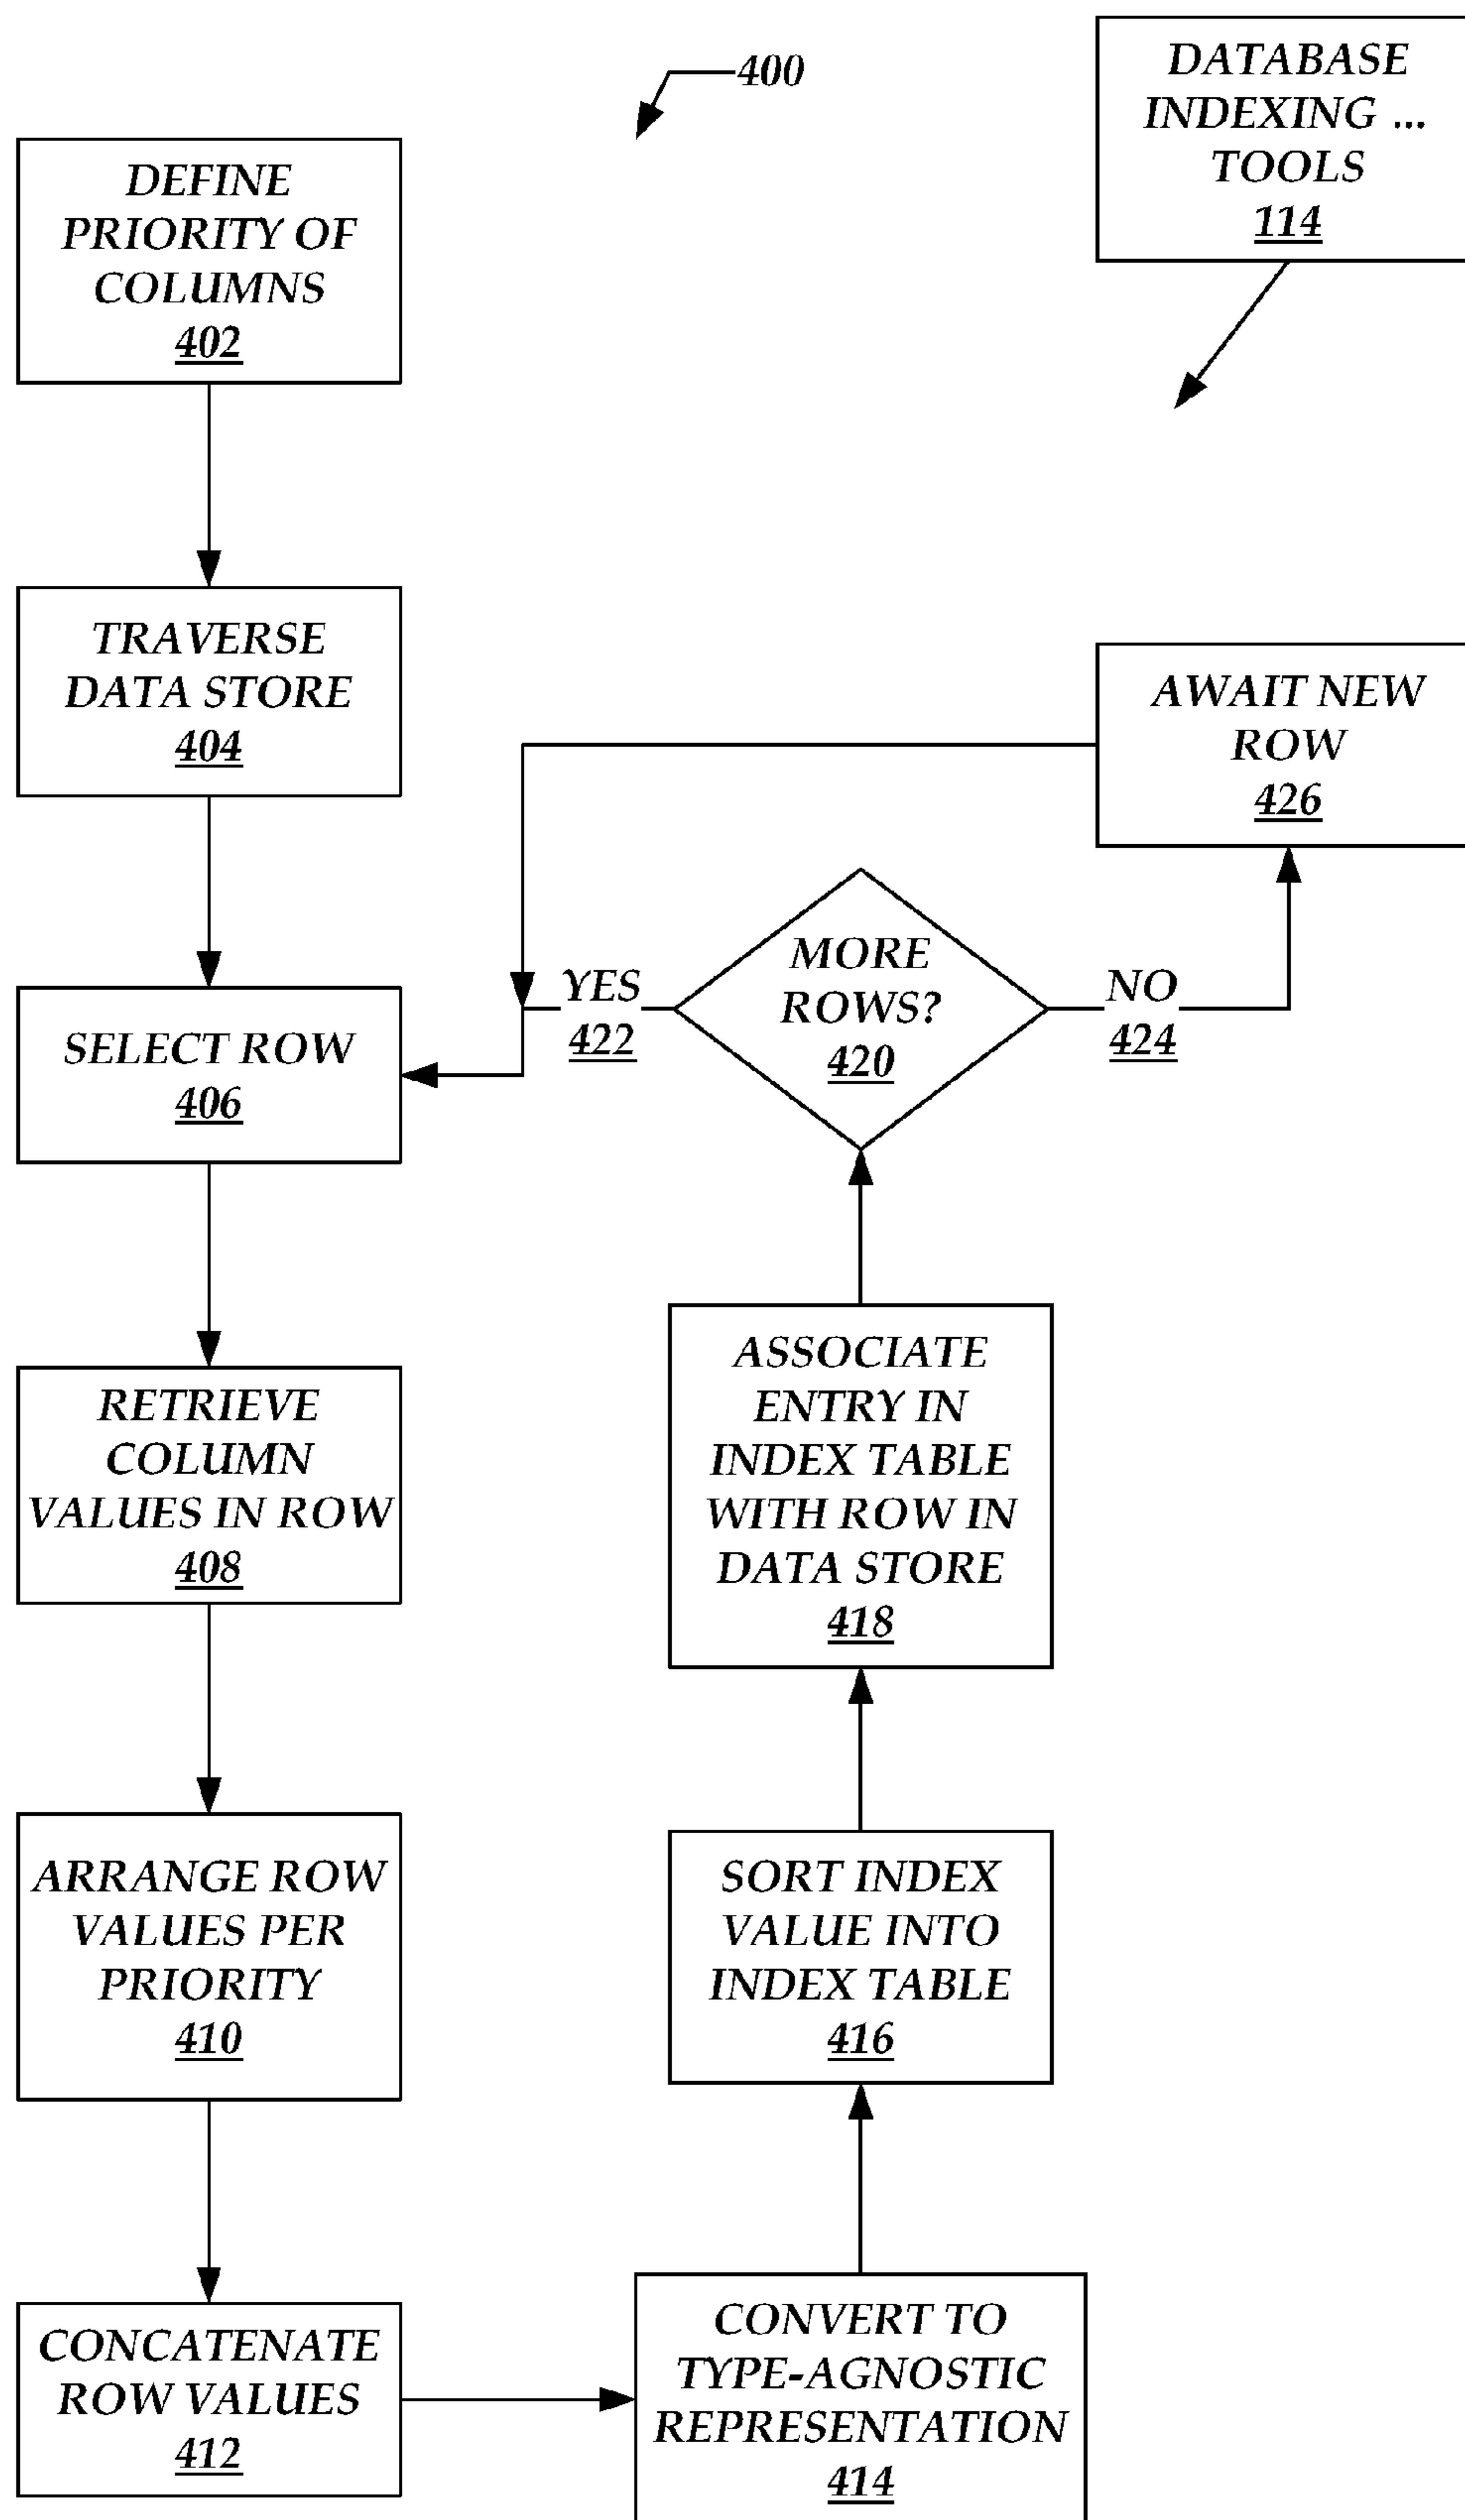 400
DATABASE
INDEXING ...
TOOLS
114
DEFINE
PRIORITY OF
COLUMNS
402
TRAVERSE
DATA STORE
404
SELECT ROW
406
RETRIEVE
COLUMN
VALUES IN ROW
408
ARRANGE ROW
VALUES PER
PRIORITY
410
CONCATENATE
ROW VALUES
412
CONVERT TO
TYPE-AGNOSTIC
REPRESENTATION
414
SORT INDEX
VALUE INTO
INDEX TABLE
416
ASSOCIATE
ENTRY IN
INDEX TABLE
WITH ROW IN
DATA STORE
418
MORE
ROWS?
420
YES
422
NO
424
AWAIT NEW
ROW
426